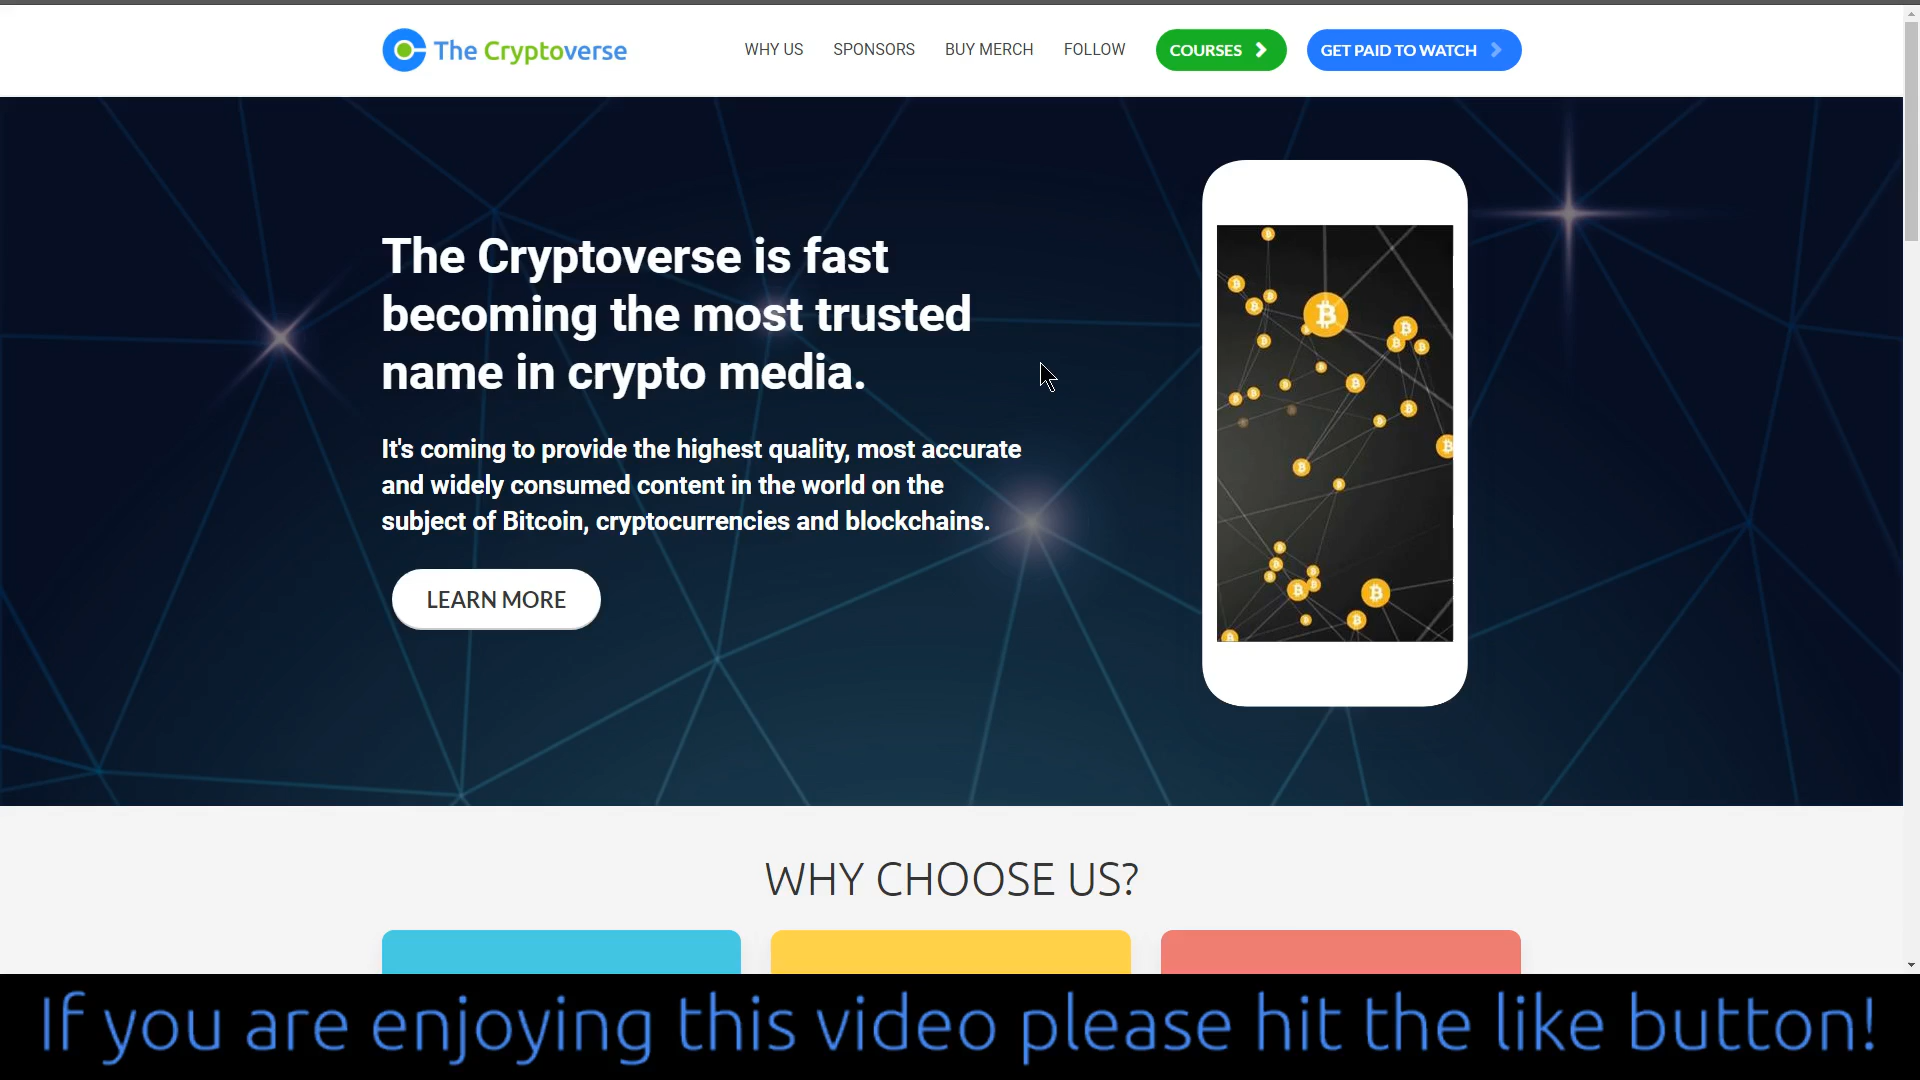 The Cryptoverse
WHY US
SPONSORS
BUY MERCH
FOLLOW
COURSES
GET PAID TO WATCH
The Cryptoverse is fast
becoming the most trusted
name in crypto media.
It's coming to provide the highest quality, most accurate
and widely consumed content in the world on the
subject of Bitcoin, cryptocurrencies and blockchains.
LEARN MORE
WHY CHOOSE US?
If you are enjoying this video please hit the like button!